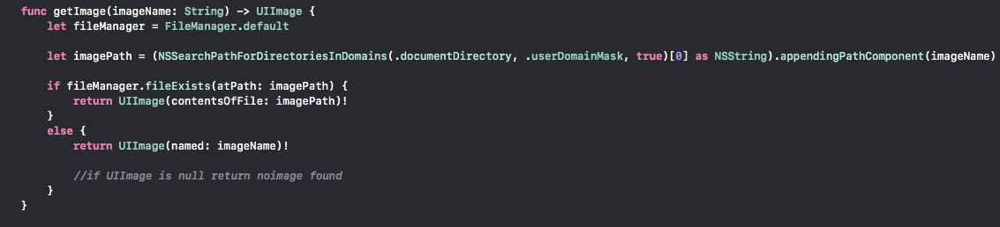 func getImage(imageName: String) -> UIImage {
let fileManager = FileManager.default
let imagePath = (NSSearchPathForDirectoriesInDomains(.documentDirectory, .userDomainMask, true)[0] as NSString).appendingPathComponent(imageName)
if fileManager.fileExists(atPath: imagePath) {
return UIImage(contentsOfFile: imagePath)!
}
else {
return UIImage(named: imageName)!
//if UIImage is null return noimage found
}
}